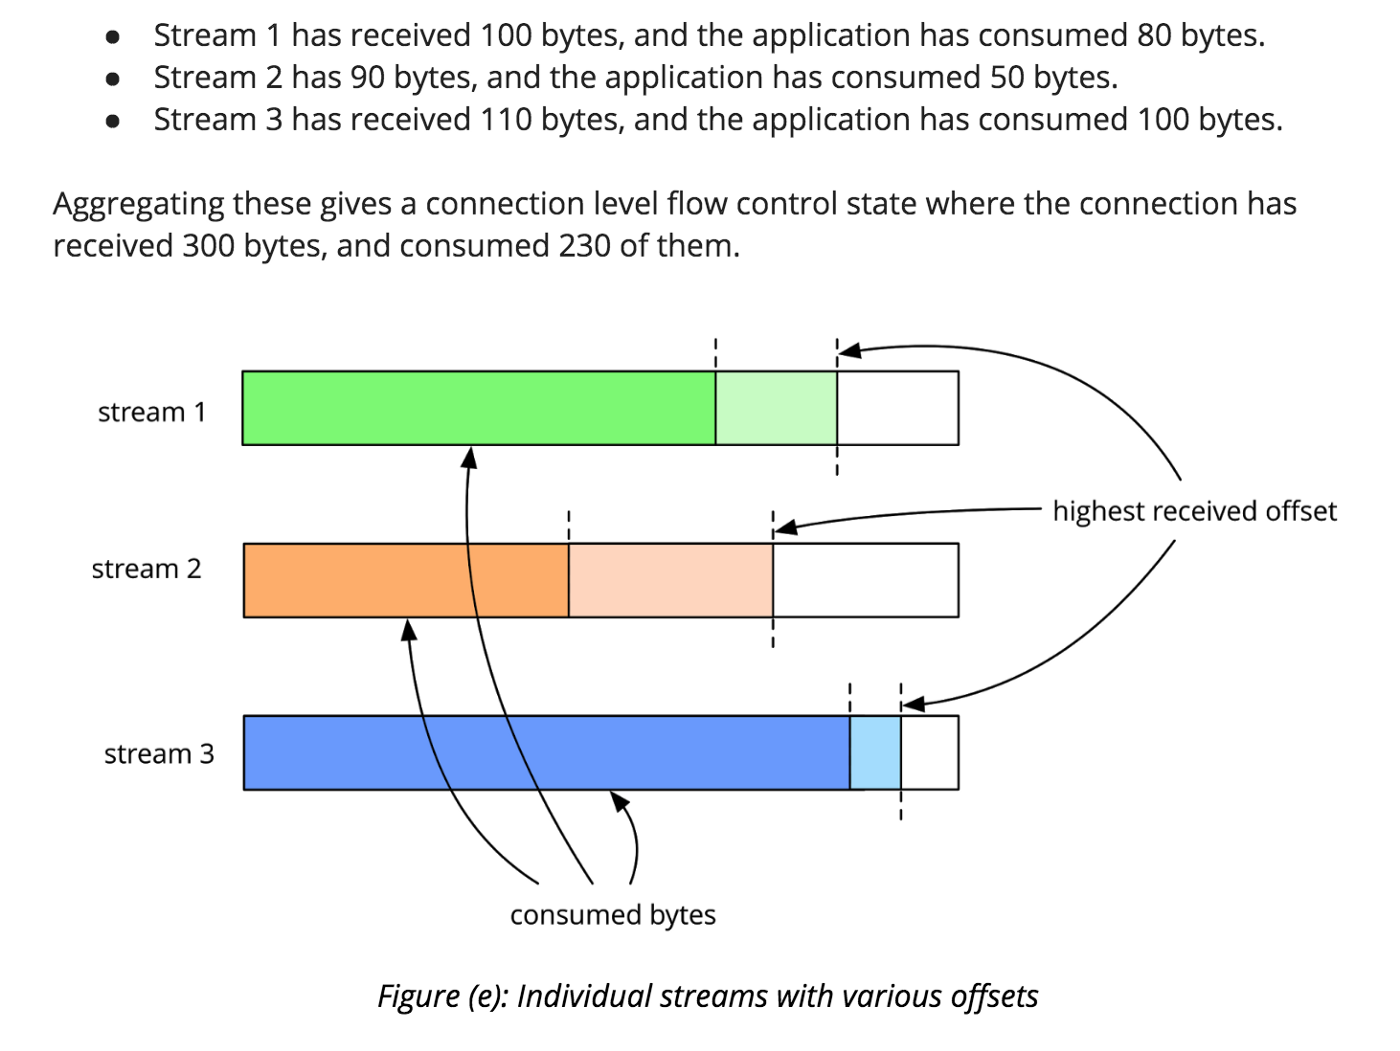 ● Stream 1 has received 100 bytes, and the application has consumed 80 bytes.
● Stream 2 has 90 bytes, and the application has consumed 50 bytes.
● Stream 3 has received 110 bytes, and the application has consumed 100 bytes.
Aggregating these gives a connection level flow control state where the connection has
received 300 bytes, and consumed 230 of them.
stream 1
highest received offset
stream 2
stream 3
consumed bytes
Figure (e): Individual streams with various offsets